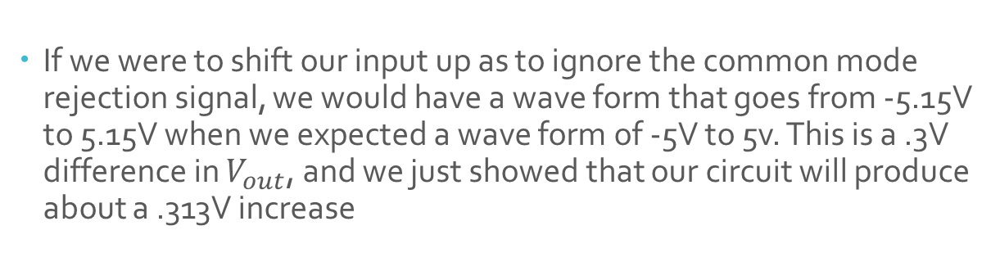 • If we were to shift our input up as to ignore the common mode
rejection signal, we would have a wave form that goes from -5.15V
to 5.15V when we expected a wave form of -5V to 5v. This is a .3V
difference in V_out, and we just showed that our circuit will produce
about a .313V increase